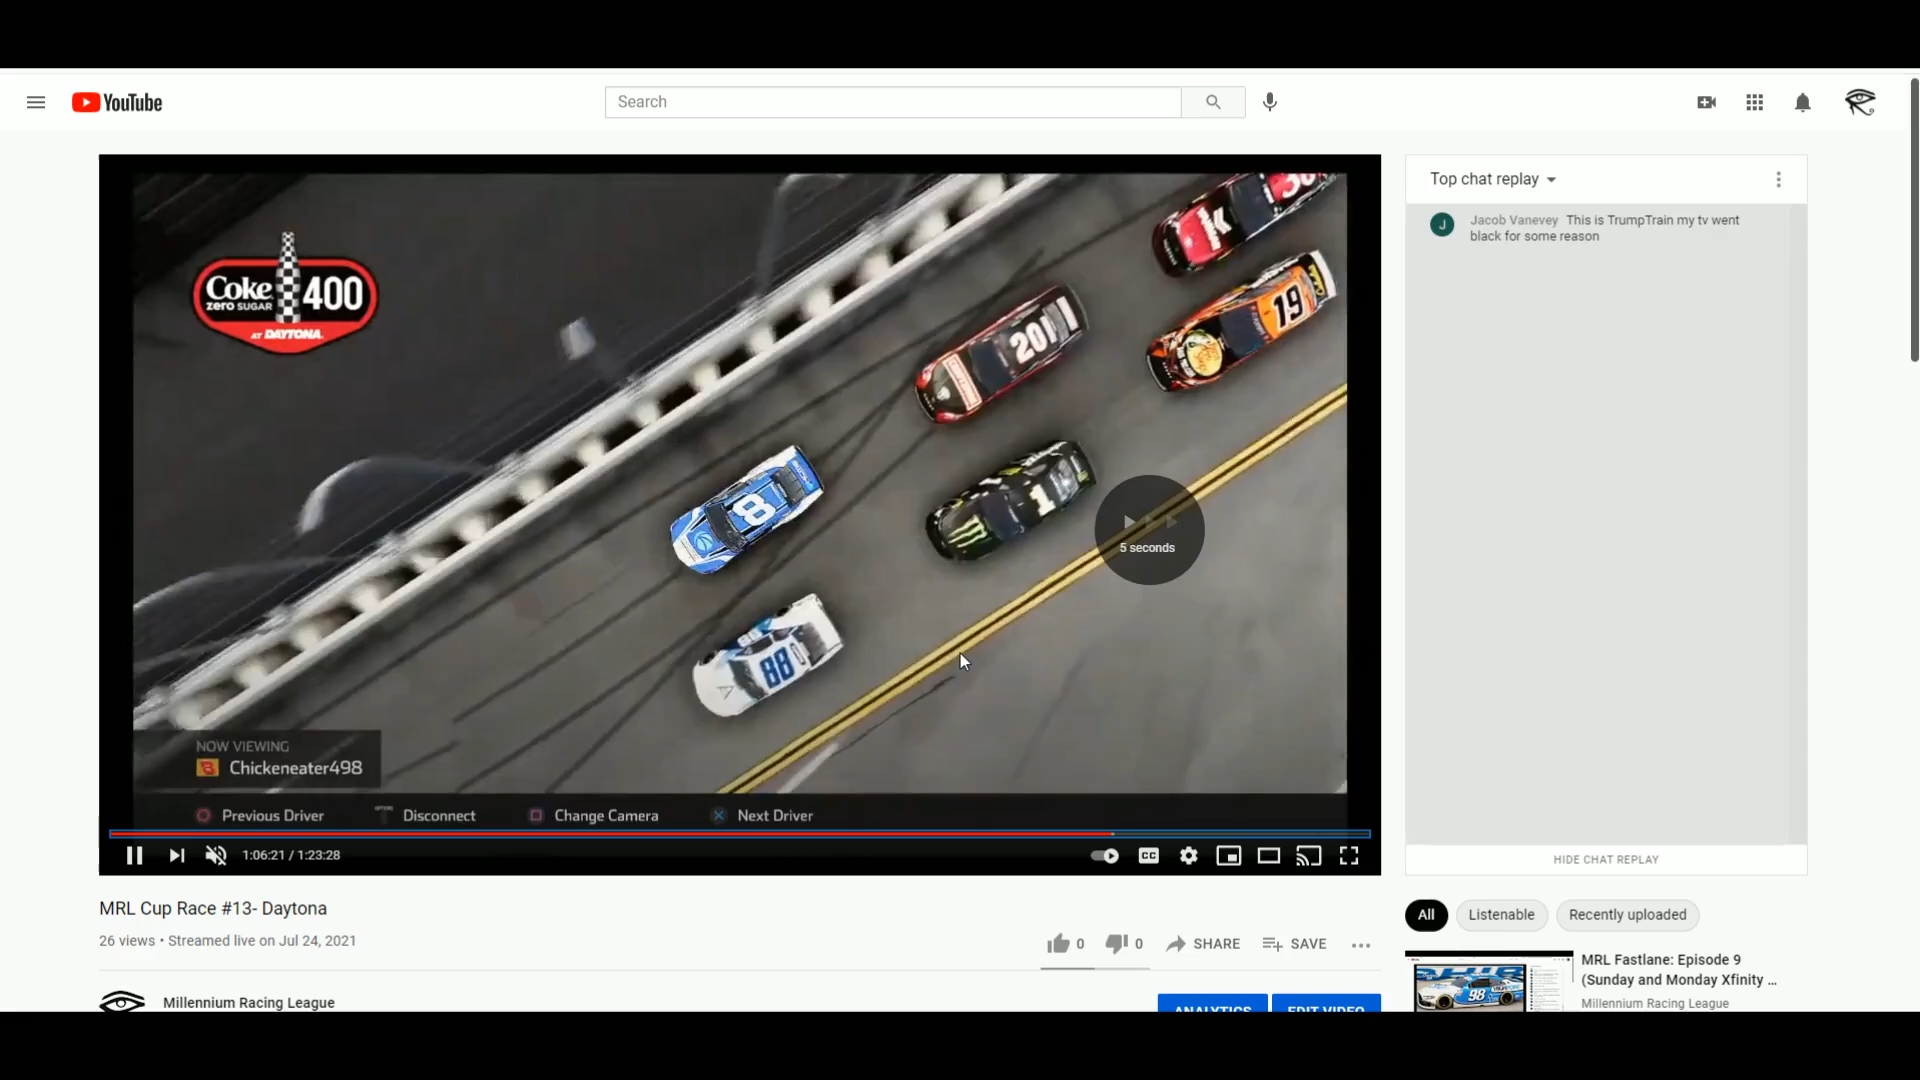 YouTube
Search
Coke
zero SUGAR
400
AT DAYTONA
30
19
20
8
1
88
5 seconds
NOW VIEWING
Chickeneater498
Previous Driver
OPTIONS
Disconnect
Change Camera
Next Driver
1:06:21 / 1:23:28
CC
Top chat replay
J
Jacob Vanevey This is TrumpTrain my tv went
black for some reason
HIDE CHAT REPLAY
MRL Cup Race #13- Daytona
26 views • Streamed live on Jul 24, 2021
0
0
SHARE
SAVE
Millennium Racing League
ANALYTICS
EDIT VIDEO
All
Listenable
Recently uploaded
98
MRL Fastlane: Episode 9
(Sunday and Monday Xfinity ...
Millennium Racing League